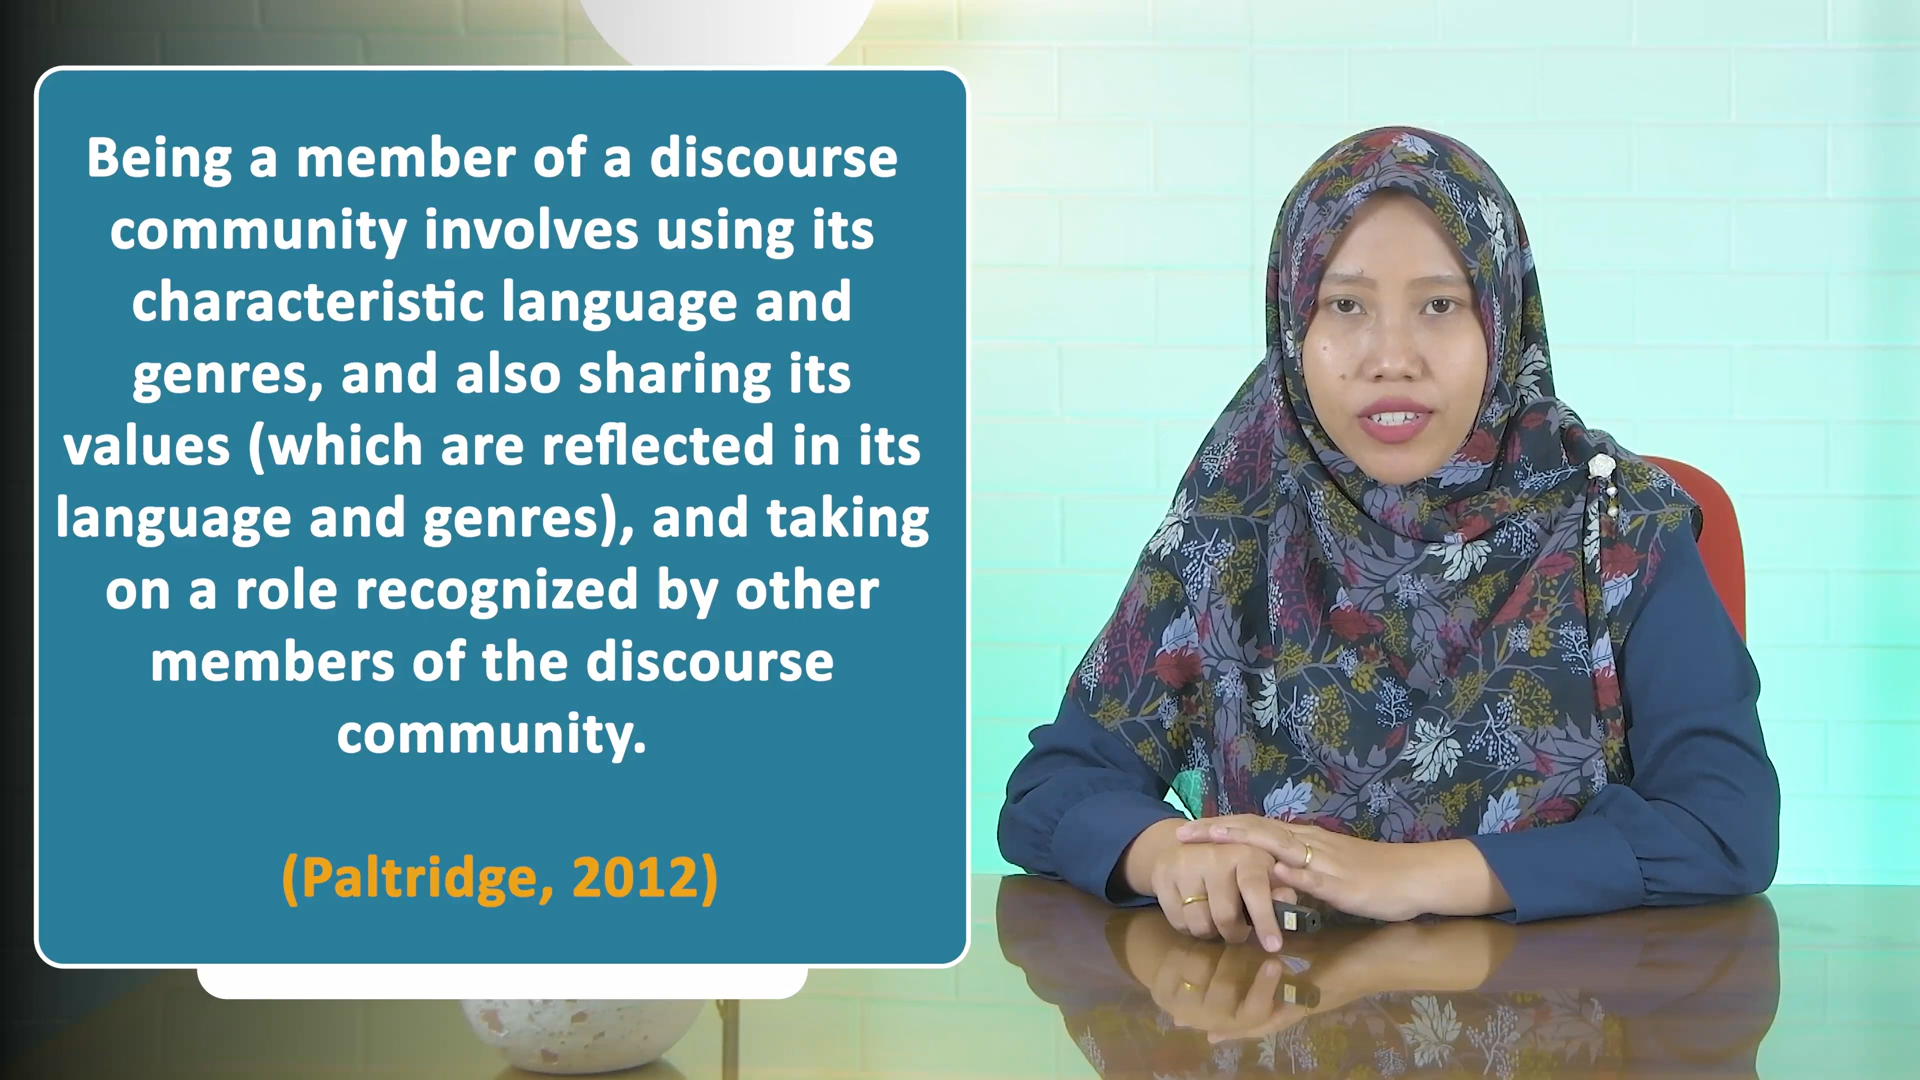 Being a member of a discourse
community involves using its
characteristic language and
genres, and also sharing its
values (which are reflected in its
language and genres), and taking
on a role recognized by other
members of the discourse
community.
(Paltridge, 2012)